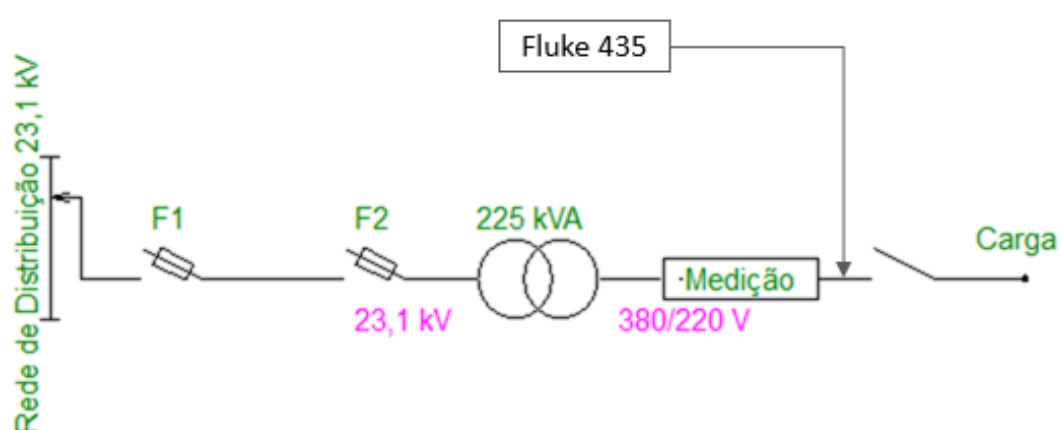 Fluke 435
Rede de Distribuição 23,1 kV
F1
F2
225 kVA
Carga
-Medição
23,1 kV
380/220 V